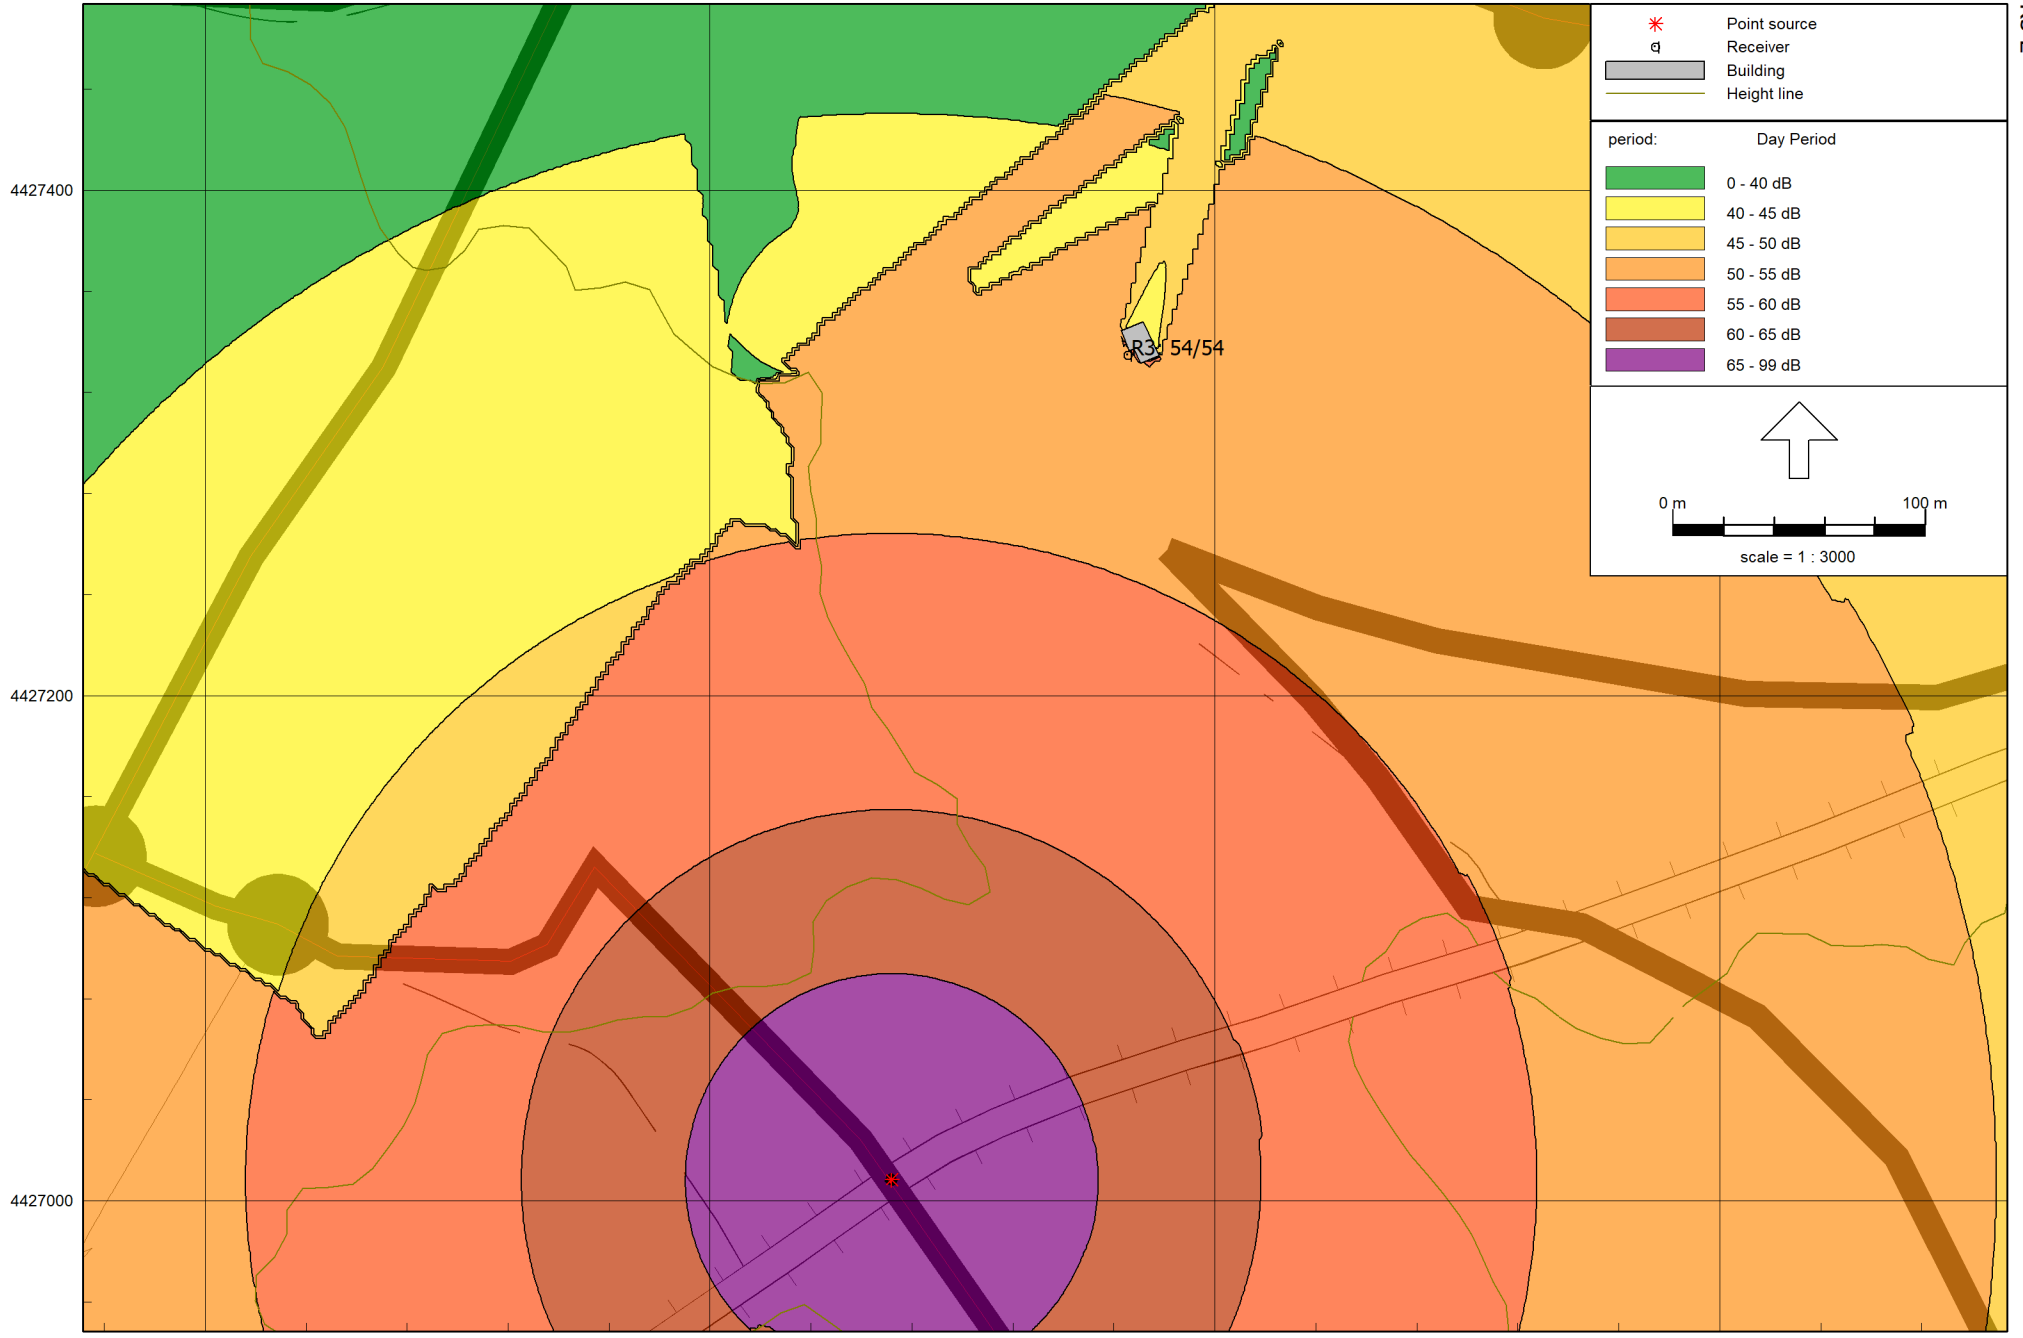 Point source
Receiver
Building
Height line
period: Day Period
0 - 40 dB
40 - 45 dB
45 - 50 dB
50 - 55 dB
55 - 60 dB
60 - 65 dB
65 - 99 dB
0 m 100 m
scale = 1 : 3000
4427400
4427200
4427000
R3 54/54